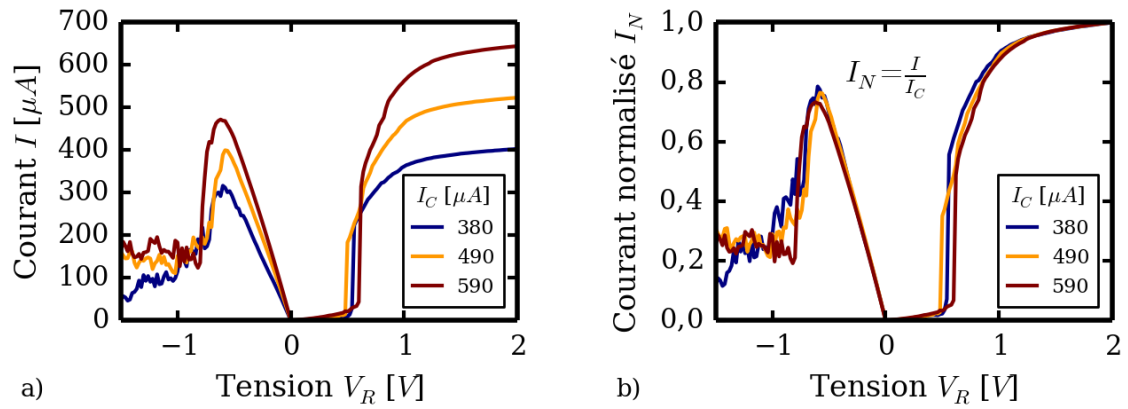 700
600
500
400
300
200
100
0
Courant I [μA]
I_C [μA]
380
490
590
−1 0 1 2
Tension V_R [V]
a)
1,0
0,8
0,6
0,4
0,2
0,0
Courant normalisé I_N
I_N = I/I_C
I_C [μA]
380
490
590
−1 0 1 2
Tension V_R [V]
b)